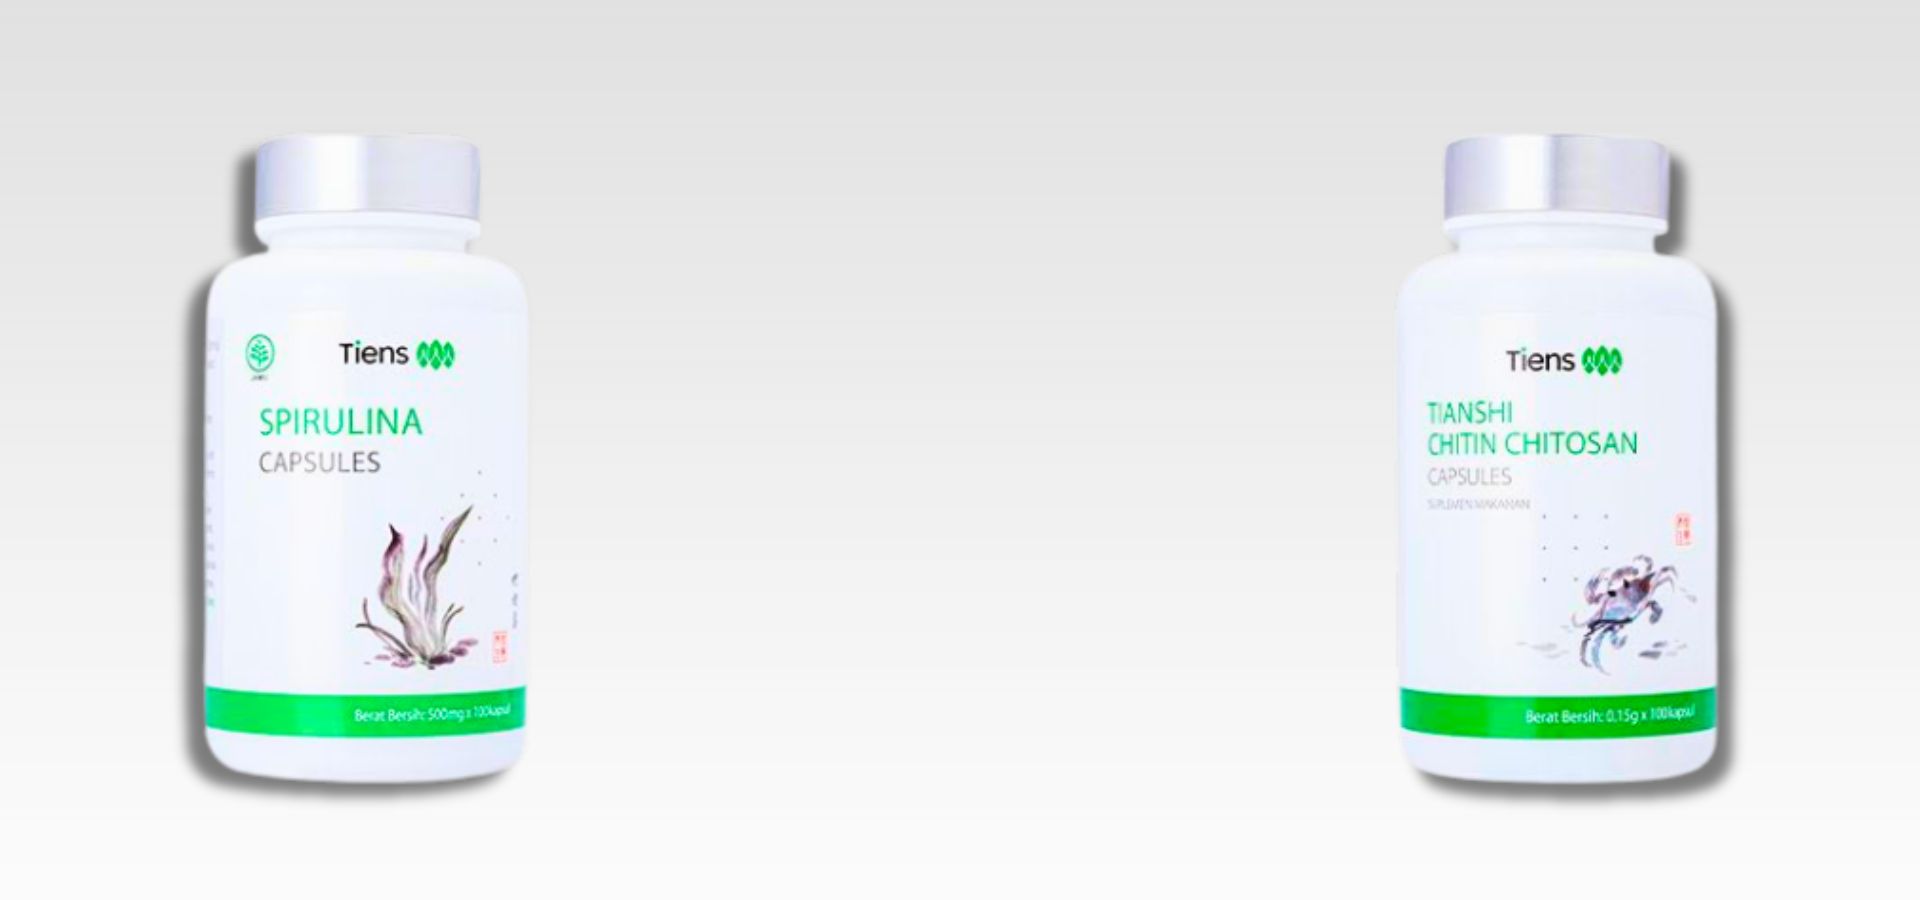 Tiens
SPIRULINA
CAPSULES
Berat Bersih: 500mg x 100kapsul
Tiens
TIANSHI
CHITIN CHITOSAN
CAPSULES
SUPLEMEN MAKANAN
Berat Bersih: 0,15g x 100kapsul